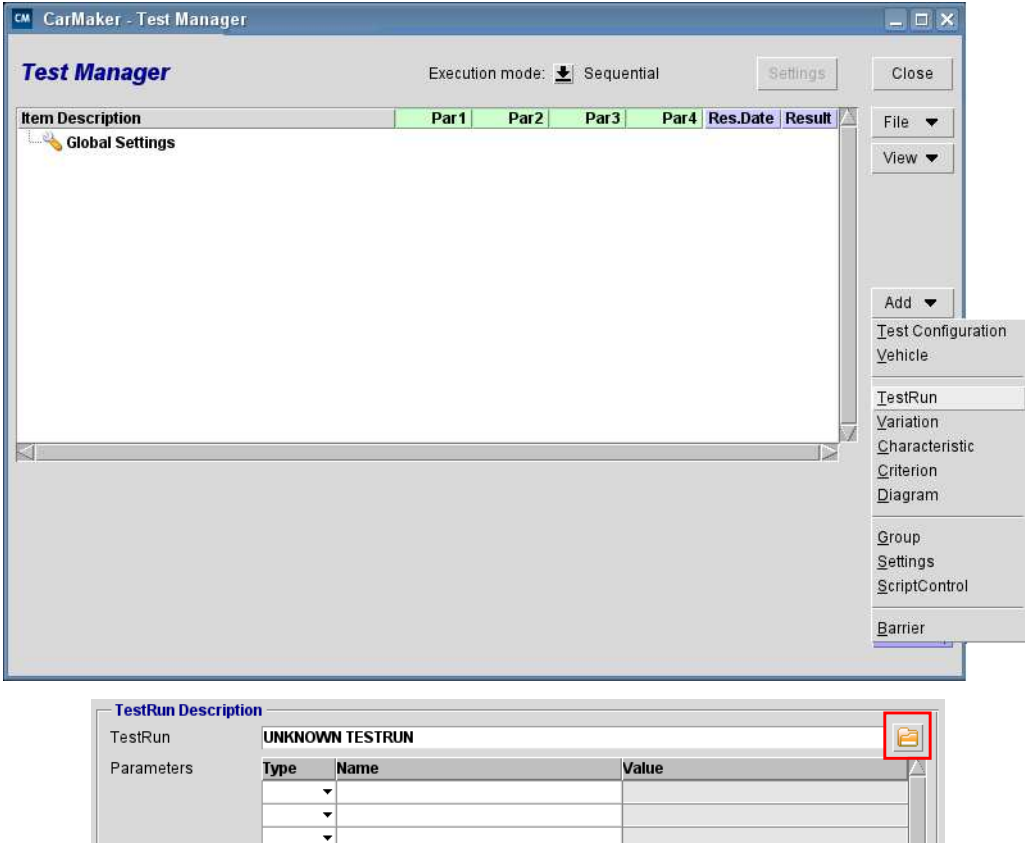 CM CarMaker - Test Manager
Test Manager Execution mode: Sequential Settings Close
Item Description Par1 Par2 Par3 Par4 Res.Date Result
File
Global Settings
View
Add
Test Configuration
Vehicle
TestRun
Variation
Characteristic
Criterion
Diagram
Group
Settings
ScriptControl
Barrier
TestRun Description
TestRun UNKNOWN TESTRUN
Parameters Type Name Value